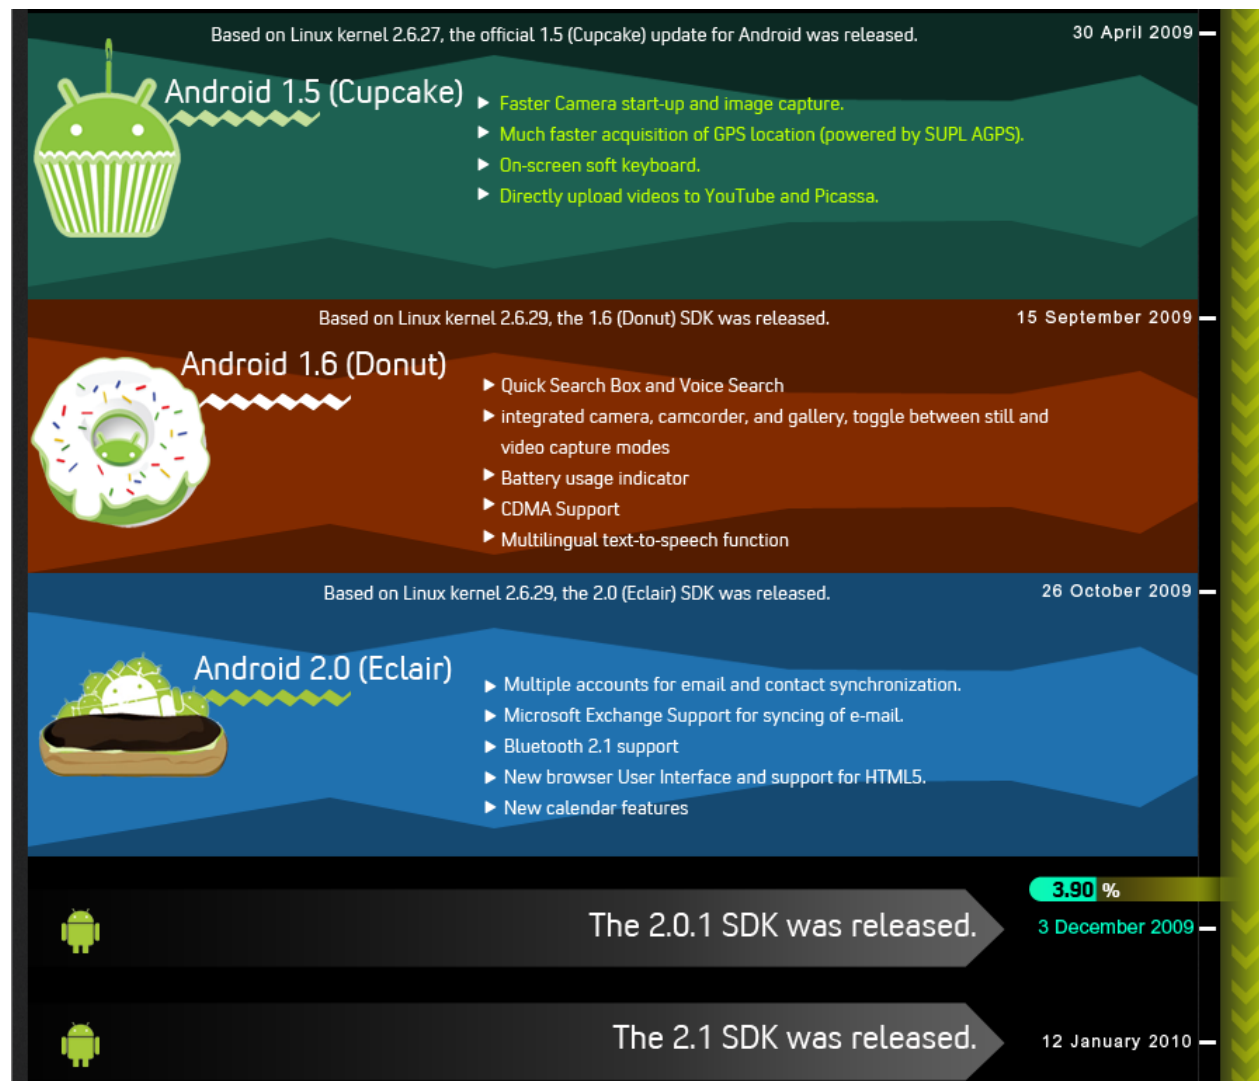 Based on Linux kernel 2.6.27, the official 1.5 (Cupcake) update for Android was released.
30 April 2009
Android 1.5 (Cupcake)
Faster Camera start-up and image capture.
Much faster acquisition of GPS location (powered by SUPL AGPS).
On-screen soft keyboard.
Directly upload videos to YouTube and Picassa.
Based on Linux kernel 2.6.29, the 1.6 (Donut) SDK was released.
15 September 2009
Android 1.6 (Donut)
Quick Search Box and Voice Search
integrated camera, camcorder, and gallery, toggle between still and
video capture modes
Battery usage indicator
CDMA Support
Multilingual text-to-speech function
Based on Linux kernel 2.6.29, the 2.0 (Eclair) SDK was released.
26 October 2009
Android 2.0 (Eclair)
Multiple accounts for email and contact synchronization.
Microsoft Exchange Support for syncing of e-mail.
Bluetooth 2.1 support
New browser User Interface and support for HTML5.
New calendar features
3.90 %
The 2.0.1 SDK was released.
3 December 2009
The 2.1 SDK was released.
12 January 2010